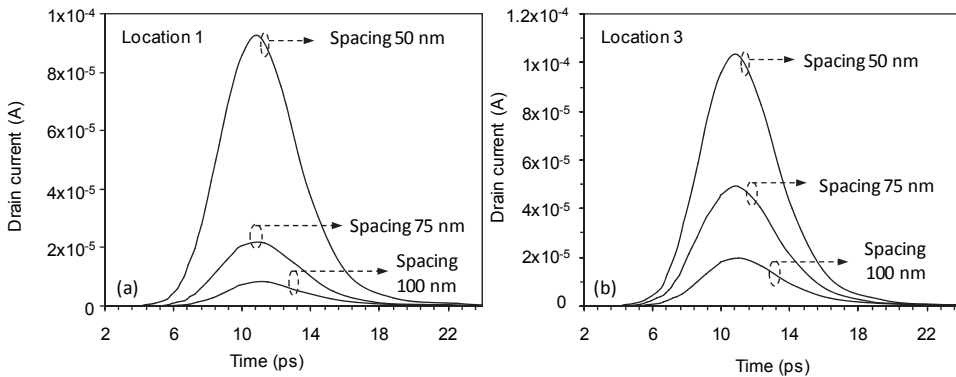 1x10-4
8x10-5
6x10-5
4x10-5
2x10-5
0
Drain current (A)
Location 1
Spacing 50 nm
Spacing 75 nm
Spacing
100 nm
(a)
2 6 10 14 18 22
Time (ps)
1.2x10-4
1x10-4
8x10-5
6x10-5
4x10-5
2x10-5
0
Drain current (A)
Location 3
Spacing 50 nm
Spacing 75 nm
Spacing
100 nm
(b)
2 6 10 14 18 22
Time (ps)